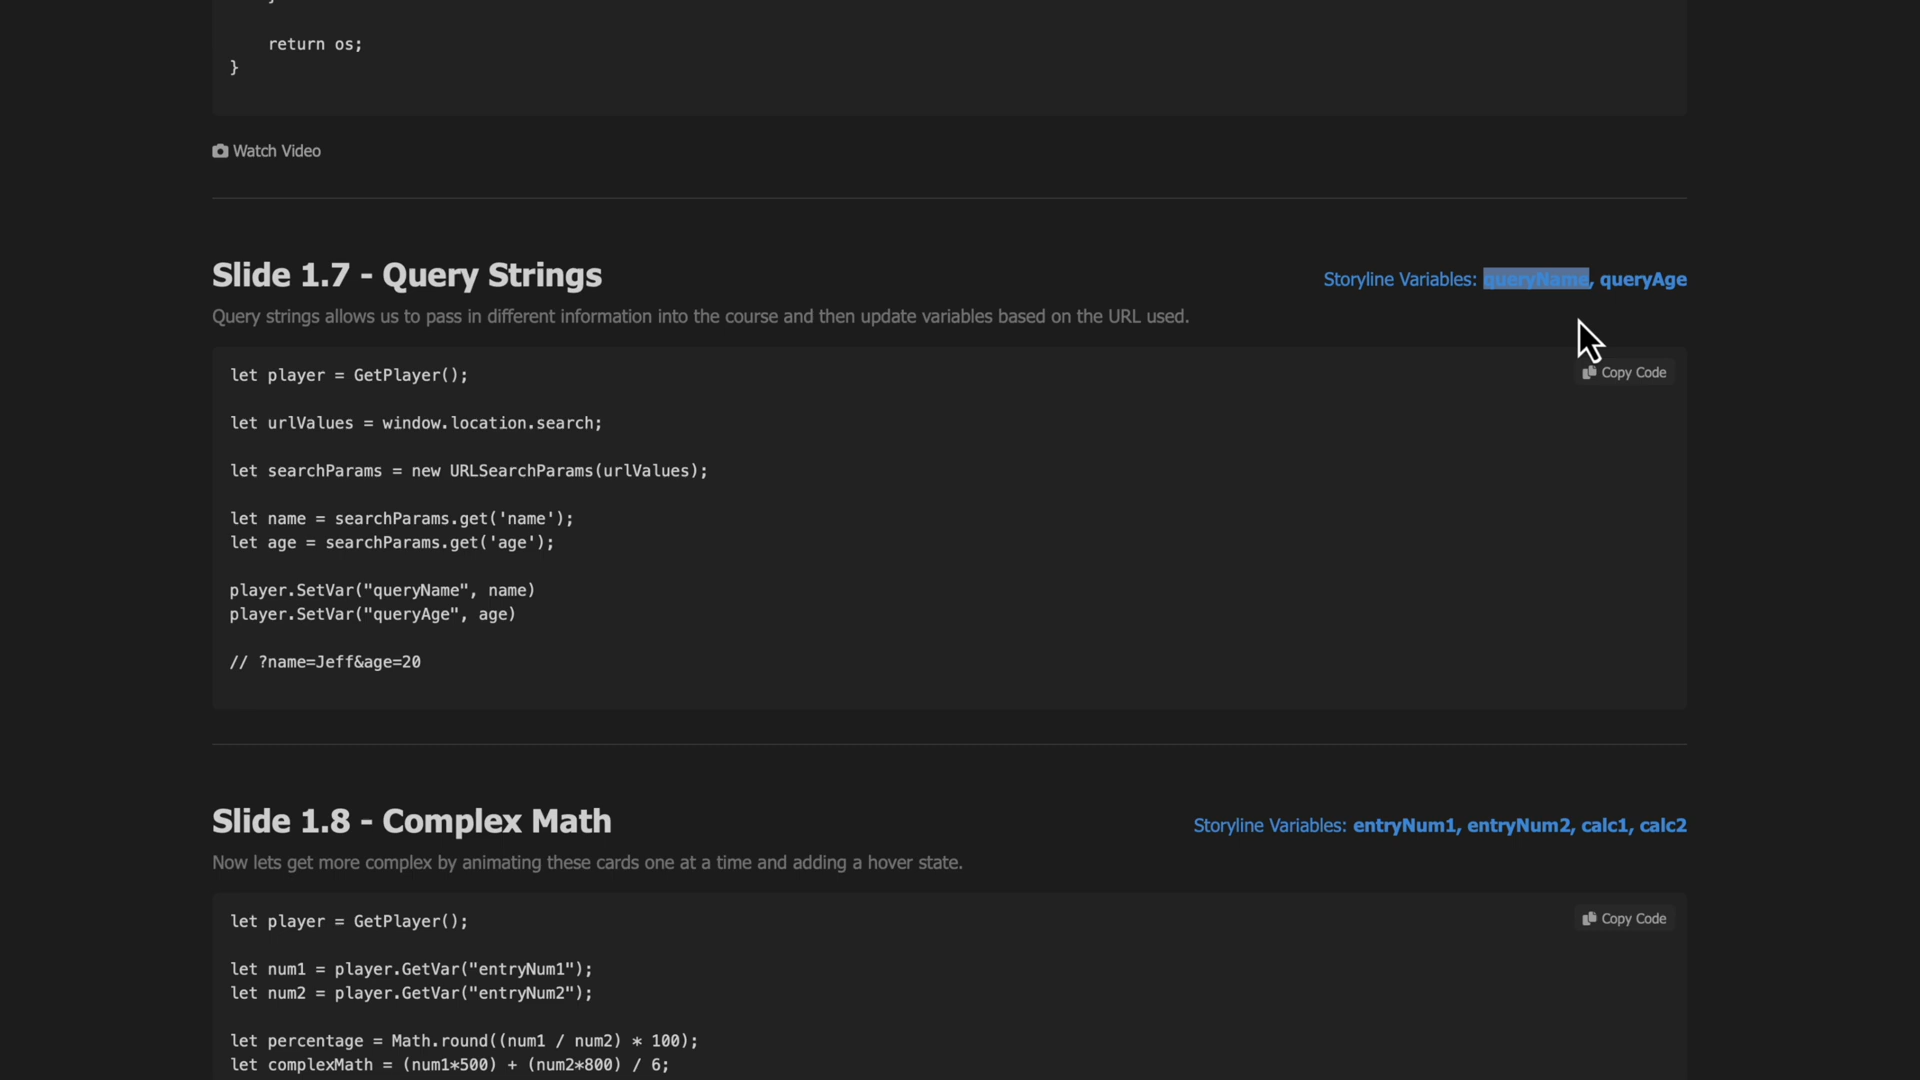 return os;
}
Watch Video
Slide 1.7 - Query Strings
Storyline Variables: queryName, queryAge
Query strings allows us to pass in different information into the course and then update variables based on the URL used.
Copy Code
let player = GetPlayer();
let urlValues = window.location.search;
let searchParams = new URLSearchParams(urlValues);
let name = searchParams.get('name');
let age = searchParams.get('age');
player.SetVar("queryName", name)
player.SetVar("queryAge", age)
// ?name=Jeff&age=20
Slide 1.8 - Complex Math
Storyline Variables: entryNum1, entryNum2, calc1, calc2
Now lets get more complex by animating these cards one at a time and adding a hover state.
Copy Code
let player = GetPlayer();
let num1 = player.GetVar("entryNum1");
let num2 = player.GetVar("entryNum2");
let percentage = Math.round((num1 / num2) * 100);
let complexMath = (num1*500) + (num2*800) / 6;